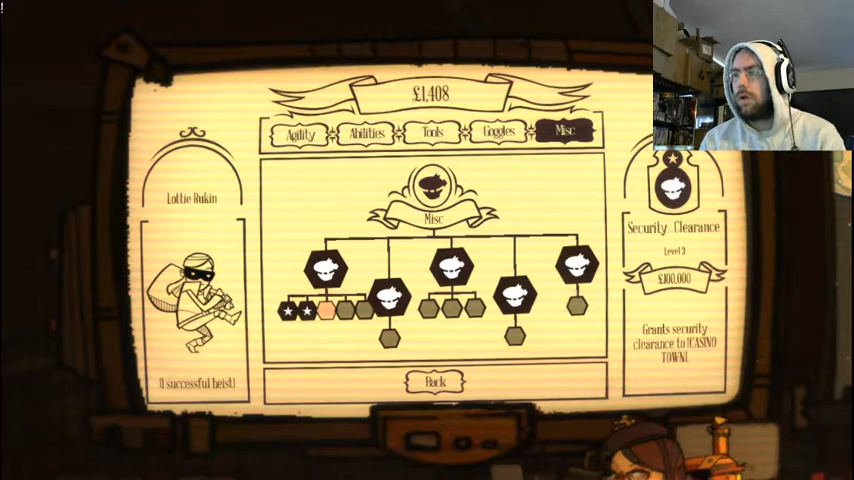 !
£1,408
Agility
Abilities
Tools
Goggles
Misc
Lottie Rukin
Misc
Security Clearance
Level 3
£100,000
Grants security
clearance to [CASINO
TOWN].
[1 successful heist]
Back